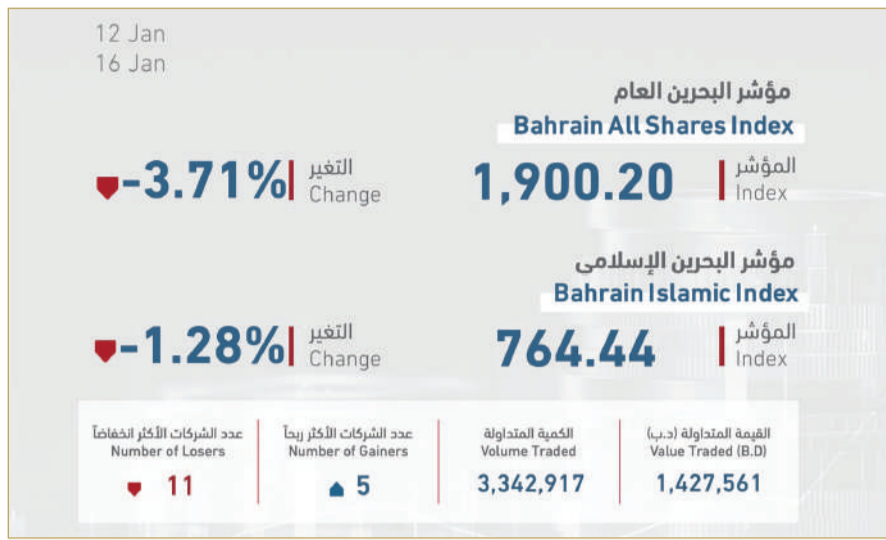 12 Jan
16 Jan
مؤشر البحرين العام
Bahrain All Shares Index
المؤشر
Index
1,900.20
التغير
Change
-3.71%
مؤشر البحرين الإسلامي
Bahrain Islamic Index
المؤشر
Index
764.44
التغير
Change
-1.28%
القيمة المتداولة (د.ب)
Value Traded (B.D)
1,427,561
الكمية المتداولة
Volume Traded
3,342,917
عدد الشركات الأكثر ربحاً
Number of Gainers
5
عدد الشركات الأكثر انخفاضاً
Number of Losers
11